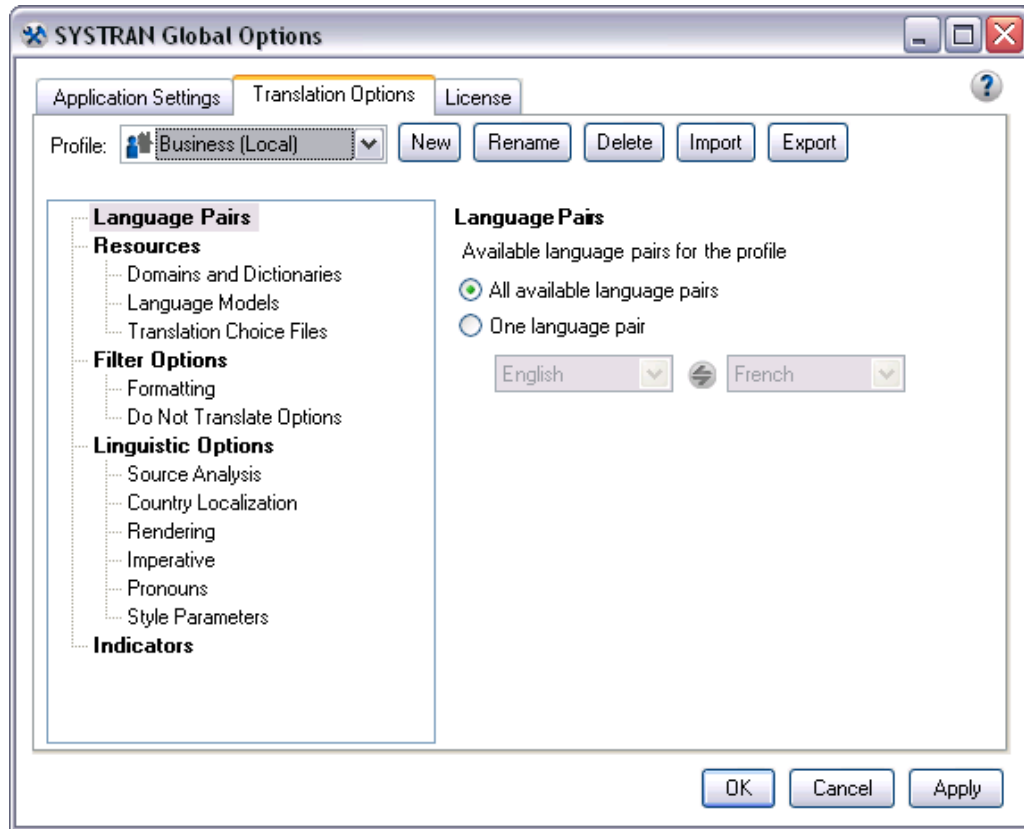 SYSTRAN Global Options
Application Settings
Translation Options
License
?
Profile:
Business (Local)
New
Rename
Delete
Import
Export
Language Pairs
Resources
Domains and Dictionaries
Language Models
Translation Choice Files
Filter Options
Formatting
Do Not Translate Options
Linguistic Options
Source Analysis
Country Localization
Rendering
Imperative
Pronouns
Style Parameters
Indicators
Language Pairs
Available language pairs for the profile
All available language pairs
One language pair
English
French
OK
Cancel
Apply